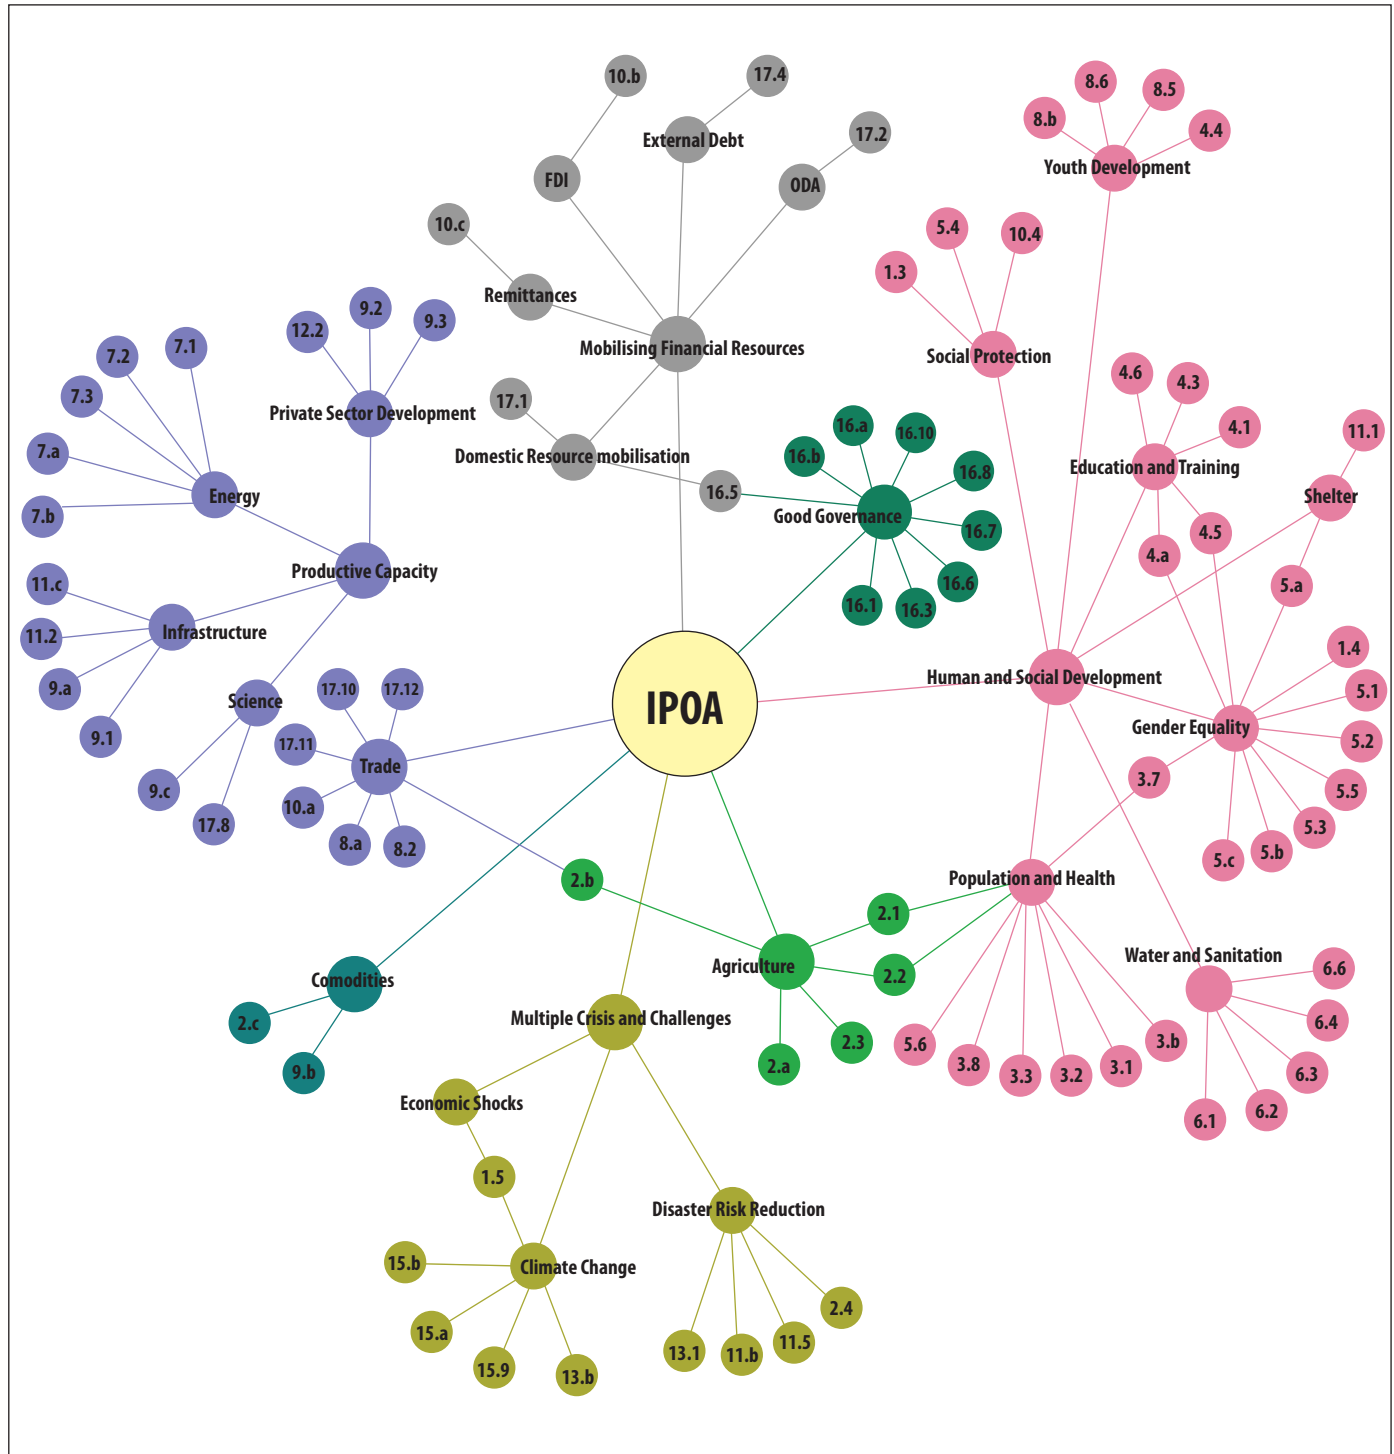 10.b
17.4
8.6
8.5
8.b
4.4
17.2
External Debt
Youth Development
FDI
ODA
10.c
5.4
10.4
1.3
Remittances
9.2
9.3
12.2
7.1
7.2
7.3
Mobilising Financial Resources
Social Protection
4.6
4.3
17.1
Private Sector Development
16.a
16.10
4.1
11.1
7.a
Domestic Resource mobilisation
16.b
16.8
Education and Training
Energy
16.5
Shelter
7.b
Good Governance
16.7
4.5
4.a
Productive Capacity
11.c
16.6
5.a
16.1
16.3
11.2
Infrastructure
1.4
Human and Social Development
9.a
17.10
17.12
5.1
Science
IPOA
9.1
17.11
Gender Equality
5.2
Trade
3.7
9.c
5.5
10.a
17.8
8.a
8.2
5.3
5.b
5.c
2.b
Population and Health
2.1
Water and Sanitation
Agriculture
2.2
6.6
Comodities
2.c
Multiple Crisis and Challenges
6.4
5.6
2.3
3.b
2.a
3.8
3.3
3.2
3.1
9.b
6.3
Economic Shocks
6.1
6.2
1.5
Disaster Risk Reduction
15.b
Climate Change
2.4
15.a
11.5
13.1
11.b
15.9
13.b